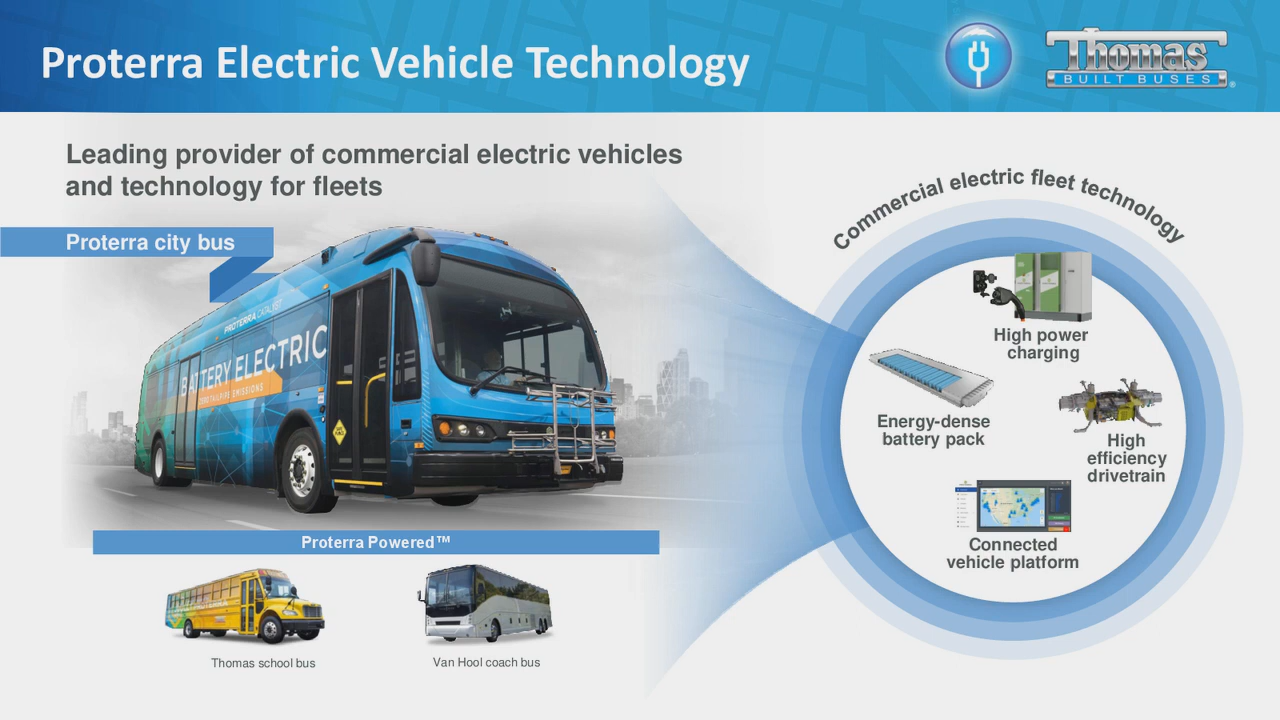 Proterra Electric Vehicle Technology
Thomas
BUILT BUSES
®
Leading provider of commercial electric vehicles
and technology for fleets
Proterra city bus
PROTERRA CATALYST
BATTERY ELECTRIC
ZERO TAILPIPE EMISSIONS
Commercial electric fleet technology
High power
charging
Energy-dense
battery pack
High
efficiency
drivetrain
Connected
vehicle platform
Proterra Powered™
Thomas school bus
Van Hool coach bus